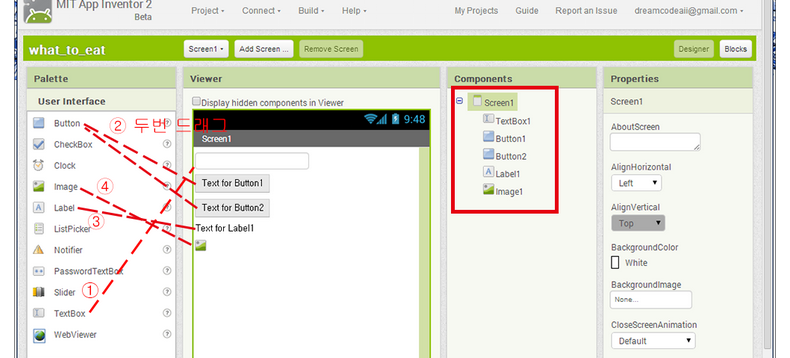 MIT App Inventor 2
Beta
Project Connect Build Help
My Projects Guide Report an Issue dreamcodeaii@gmail.com
what_to_eat
Screen1
Add Screen ...
Remove Screen
Designer
Blocks
Palette
User Interface
Button
CheckBox
Clock
Image
Label
ListPicker
Notifier
PasswordTextBox
Slider
TextBox
WebViewer
② 두번 드래그
④
③
①
Viewer
Display hidden components in Viewer
9:48
Screen1
Text for Button1
Text for Button2
Text for Label1
Components
Screen1
TextBox1
Button1
Button2
Label1
Image1
Properties
Screen1
AboutScreen
AlignHorizontal
Left
AlignVertical
Top
BackgroundColor
White
BackgroundImage
None...
CloseScreenAnimation
Default